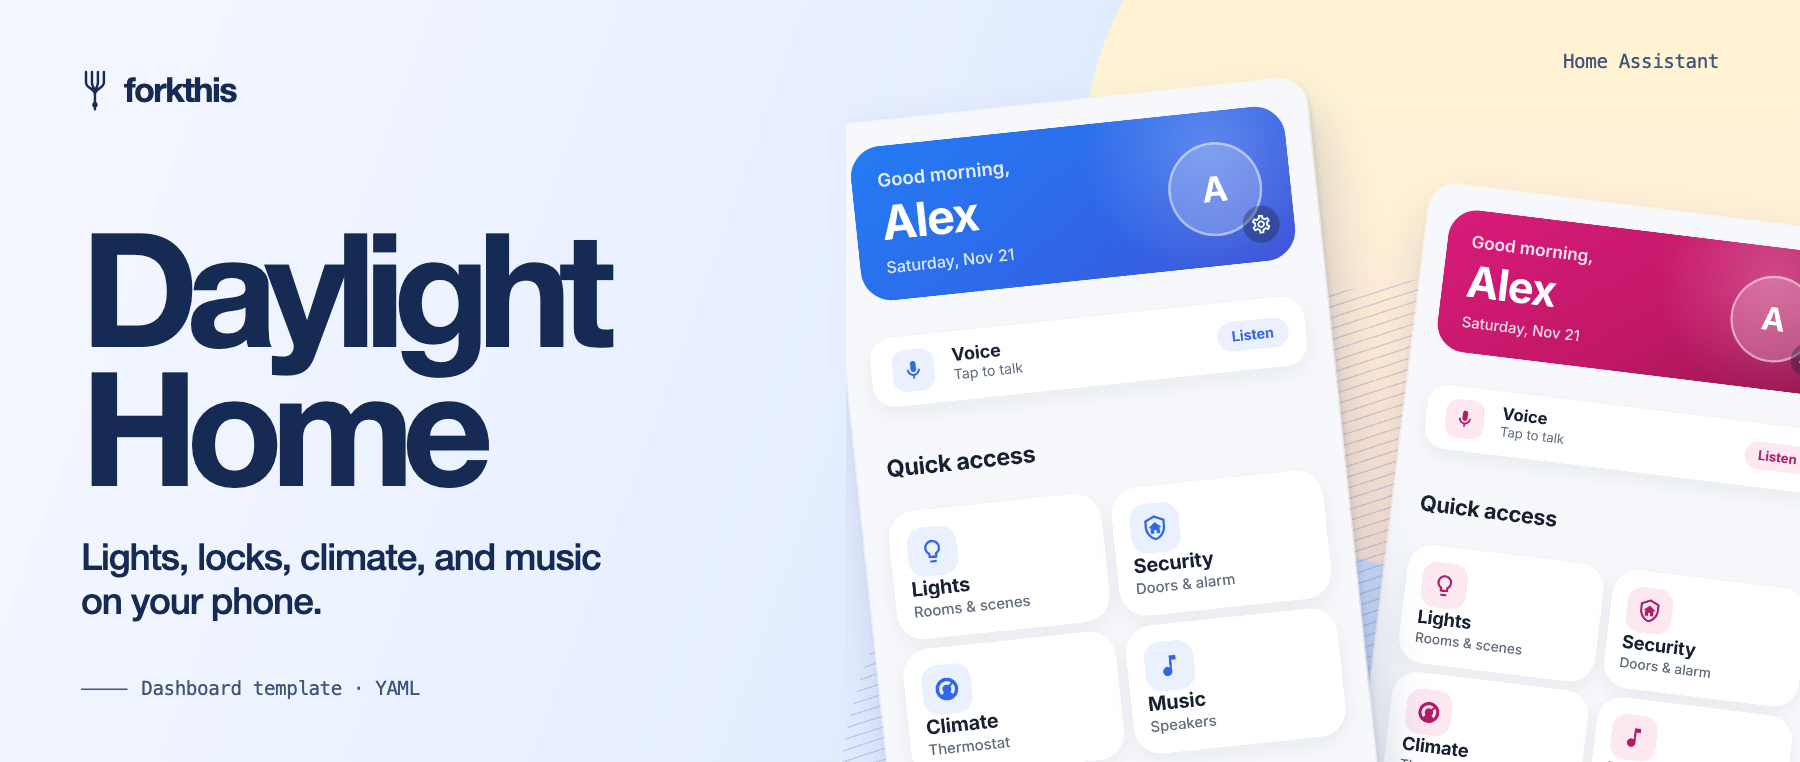 forkthis
Home Assistant
Daylight
Home
Lights, locks, climate, and music
on your phone.
Dashboard template · YAML
Good morning,
Alex
Saturday, Nov 21
A
Voice
Tap to talk
Listen
Quick access
Lights
Rooms & scenes
Security
Doors & alarm
Climate
Thermostat
Music
Speakers
Good morning,
Alex
Saturday, Nov 21
A
Voice
Tap to talk
Listen
Quick access
Lights
Rooms & scenes
Security
Doors & alarm
Climate